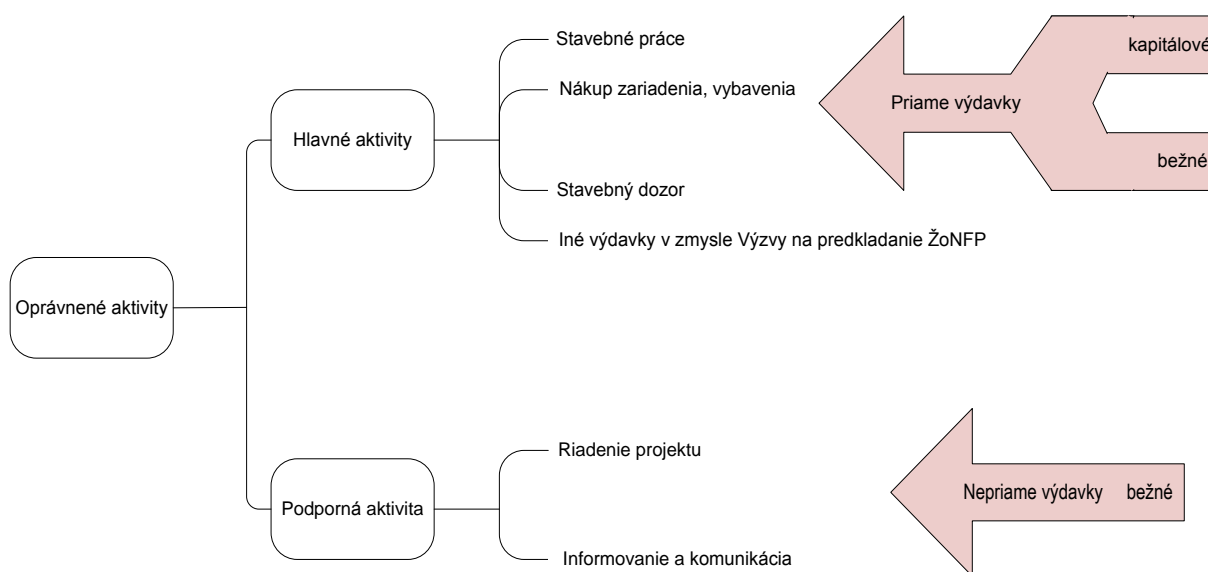 Stavebné práce
kapitálové
Nákup zariadenia, vybavenia
Priame výdavky
Hlavné aktivity
bežné
Stavebný dozor
Iné výdavky v zmysle Výzvy na predkladanie ŽoNFP
Oprávnené aktivity
Riadenie projektu
Nepriame výdavky bežné
Podporná aktivita
Informovanie a komunikácia